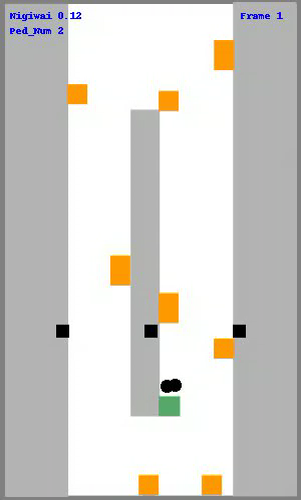 Nigiwai 0.12
Frame 1
Ped_Num 2